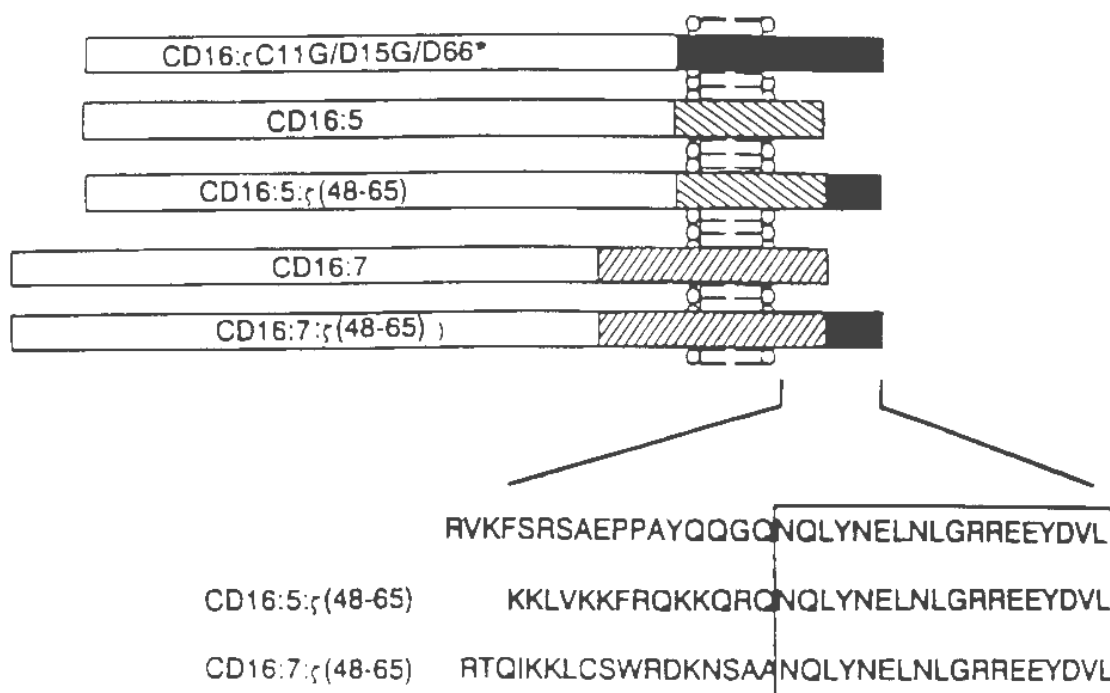 CD16:ζC11G/D15G/D66*
CD16:5
CD16:5:ζ(48-65)
CD16:7
CD16:7:ζ(48-65) )
RVKFSRSAEPPAYQQGQNQLYNELNLGRREEYDVL
CD16:5:ζ(48-65) KKLVKKFRQKKQRQNQLYNELNLGRREEYDVL
CD16:7:ζ(48-65) RTQIKKLCSWRDKNSAANQLYNELNLGRREEYDVL